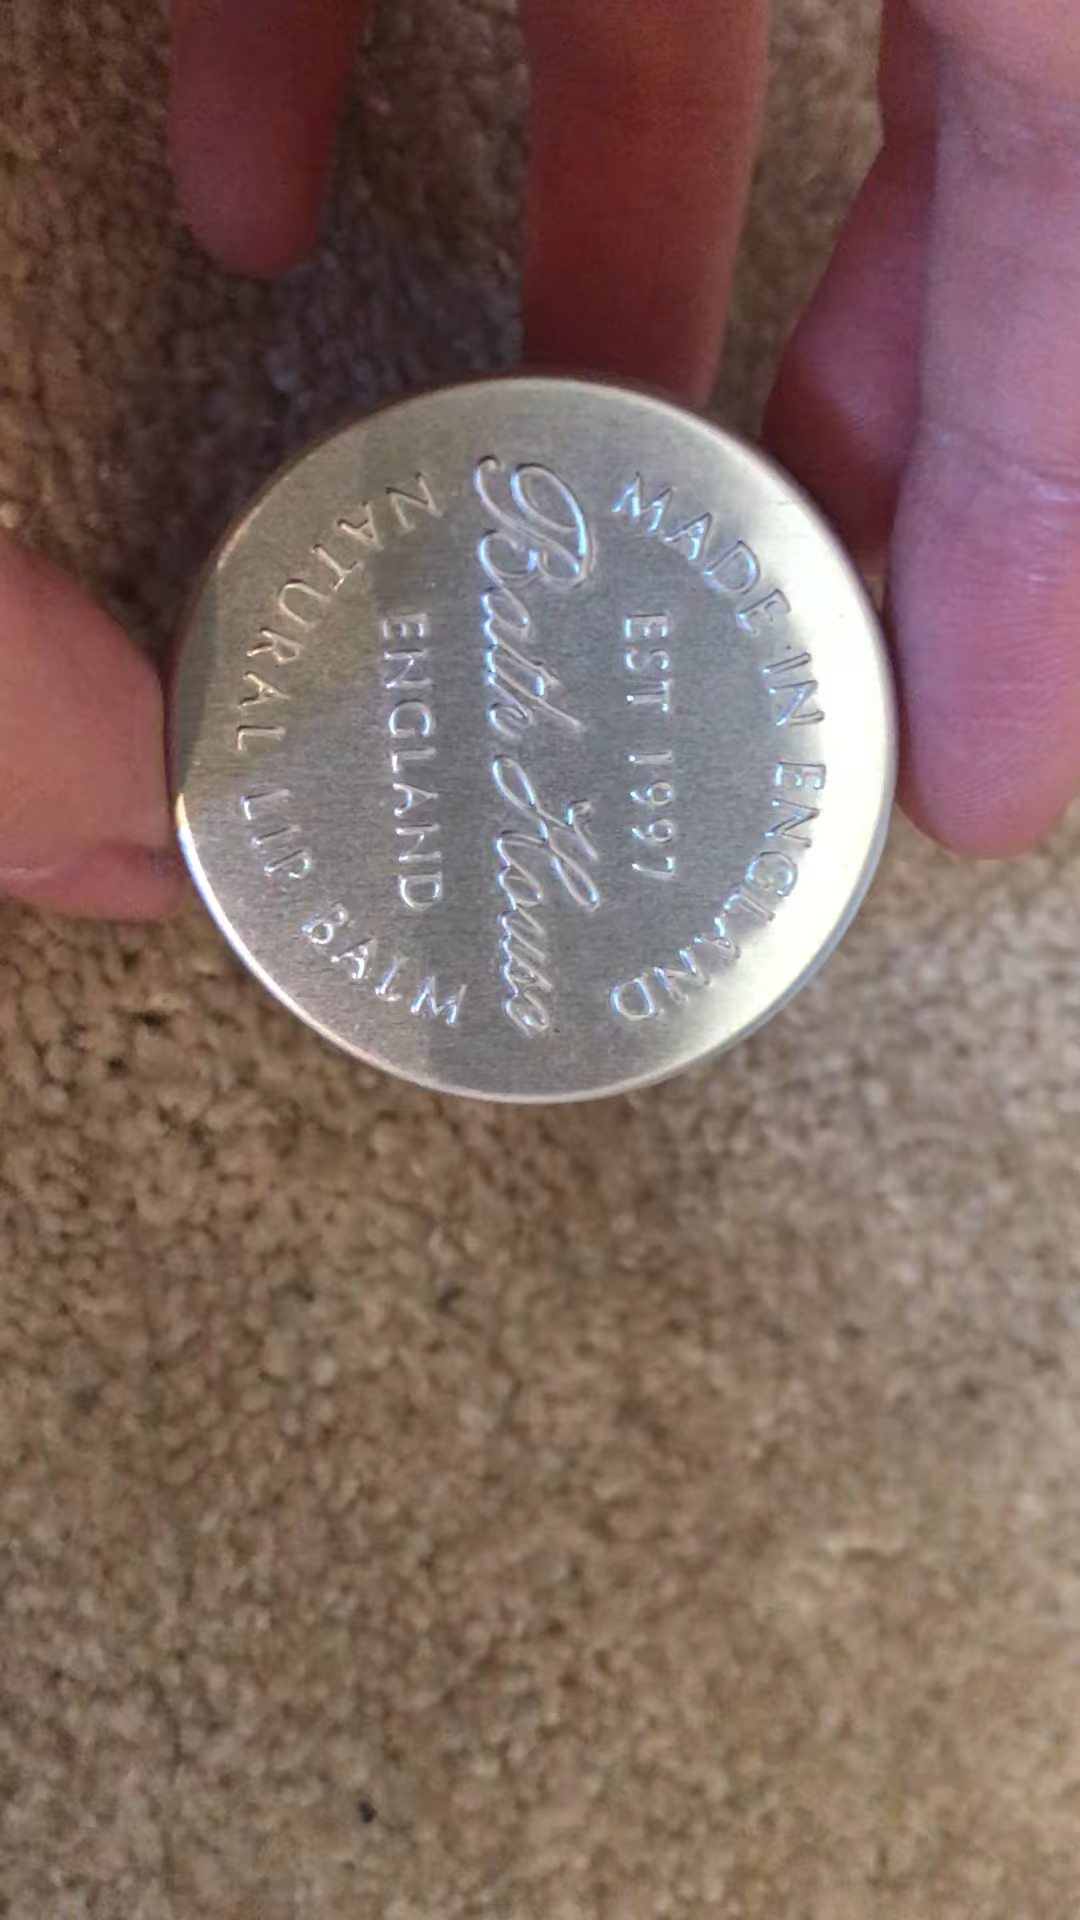 MADE IN ENGLAND
EST 1997
Bath House
ENGLAND
NATURAL LIP BALM